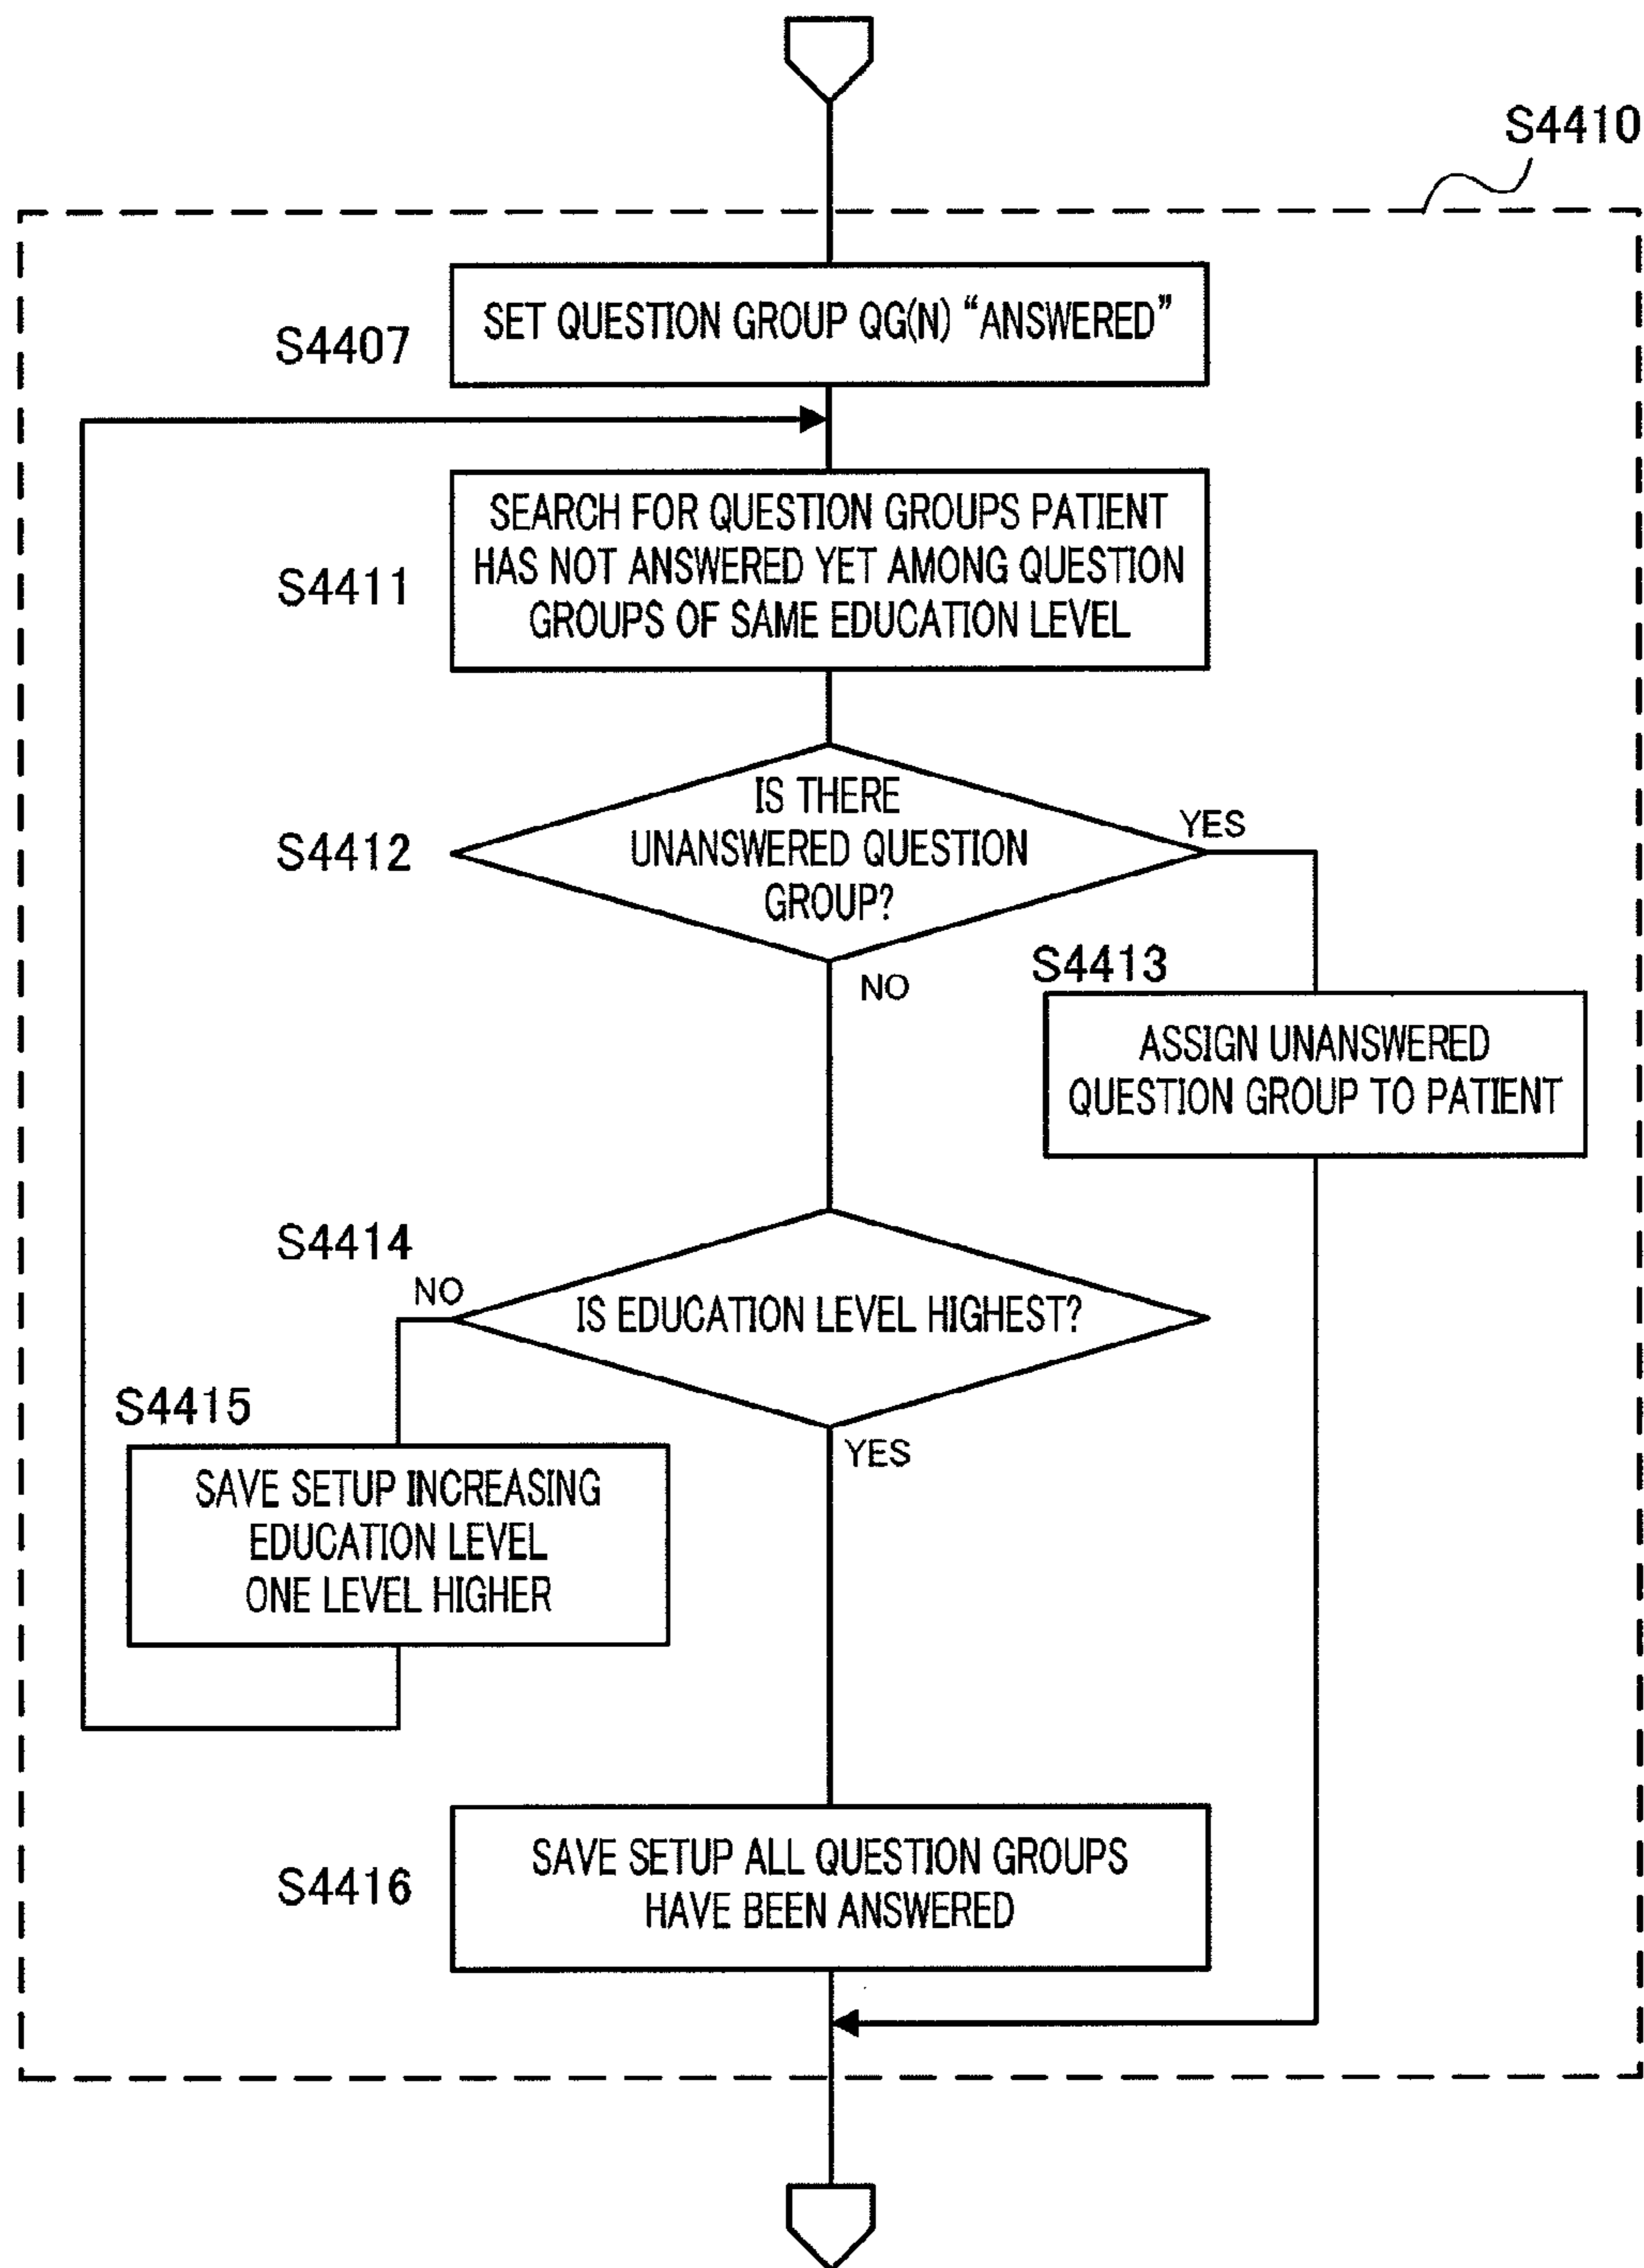 S4410
S4407
SET QUESTION GROUP QG(N) “ANSWERED”
S4411
SEARCH FOR QUESTION GROUPS PATIENT
HAS NOT ANSWERED YET AMONG QUESTION
GROUPS OF SAME EDUCATION LEVEL
S4412
IS THERE
UNANSWERED QUESTION
GROUP?
YES
NO
S4413
ASSIGN UNANSWERED
QUESTION GROUP TO PATIENT
S4414
NO
IS EDUCATION LEVEL HIGHEST?
YES
S4415
SAVE SETUP INCREASING
EDUCATION LEVEL
ONE LEVEL HIGHER
S4416
SAVE SETUP ALL QUESTION GROUPS
HAVE BEEN ANSWERED